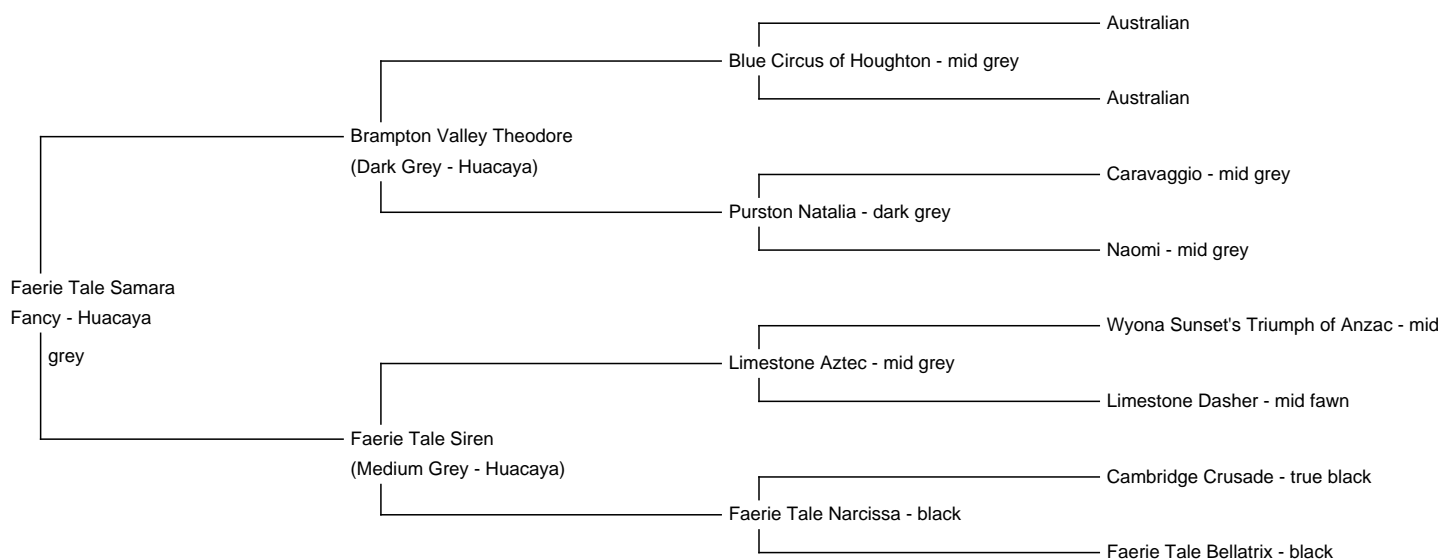 Australian
Blue Circus of Houghton - mid grey
Australian
Brampton Valley Theodore
(Dark Grey - Huacaya)
Caravaggio - mid grey
Purston Natalia - dark grey
Naomi - mid grey
Faerie Tale Samara
Fancy - Huacaya
grey
Wyona Sunset's Triumph of Anzac - mid
Limestone Aztec - mid grey
Limestone Dasher - mid fawn
Faerie Tale Siren
(Medium Grey - Huacaya)
Cambridge Crusade - true black
Faerie Tale Narcissa - black
Faerie Tale Bellatrix - black